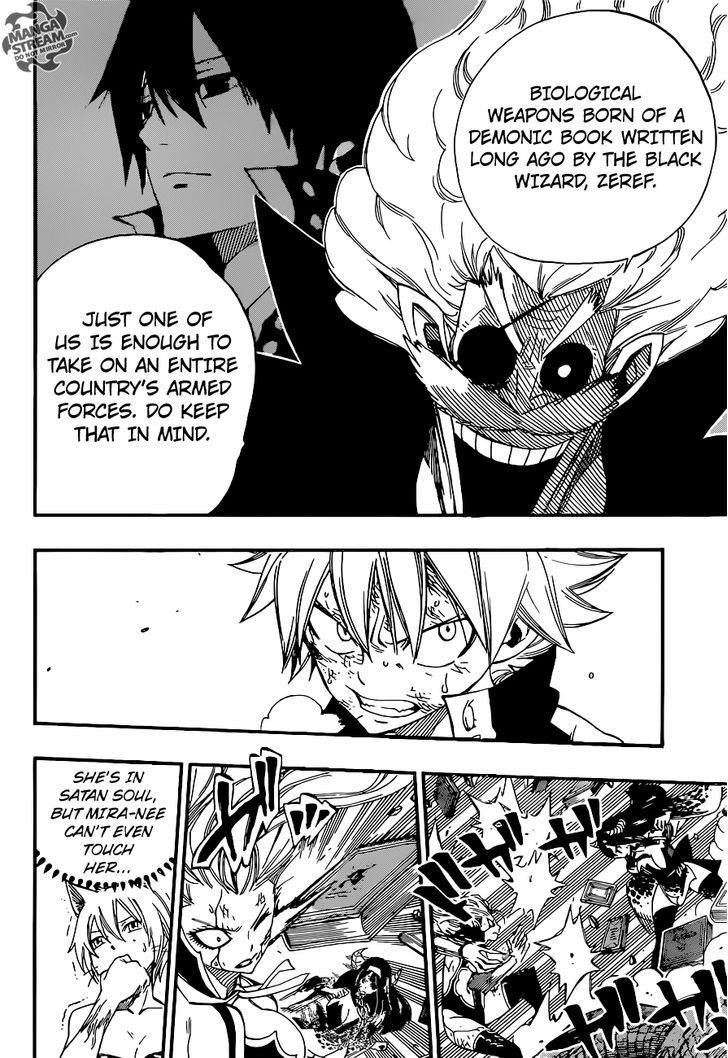 MANGA
STREAM.com
DO NOT MIRROR
BIOLOGICAL
WEAPONS BORN OF A
DEMONIC BOOK WRITTEN
LONG AGO BY THE BLACK
WIZARD, ZEREF.
JUST ONE OF
US IS ENOUGH TO
TAKE ON AN ENTIRE
COUNTRY'S ARMED
FORCES. DO KEEP
THAT IN MIND.
SHE'S IN
SATAN SOUL,
BUT MIRA-NEE
CAN'T EVEN
TOUCH
HER...